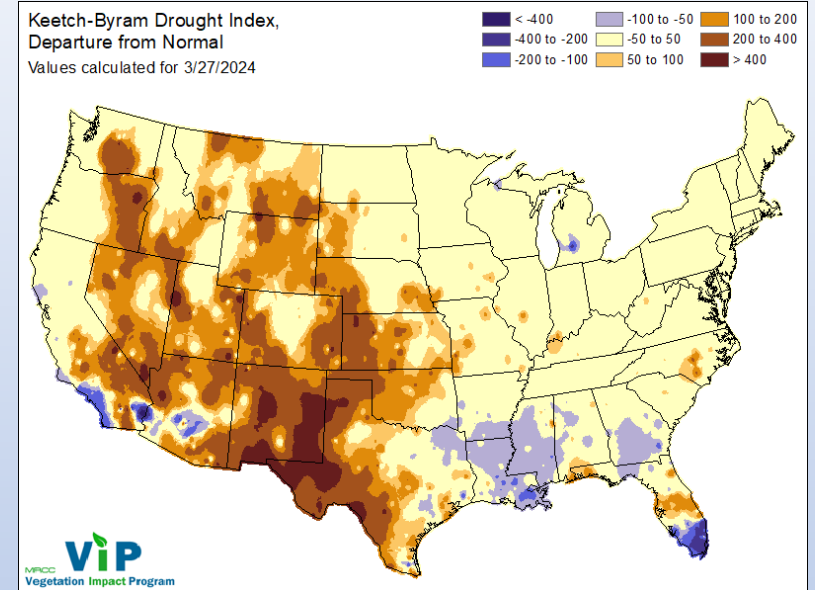 Keetch-Byram Drought Index,
Departure from Normal
Values calculated for 3/27/2024
< -400
-400 to -200
-200 to -100
-100 to -50
-50 to 50
50 to 100
100 to 200
200 to 400
> 400
MRCC ViP
Vegetation Impact Program